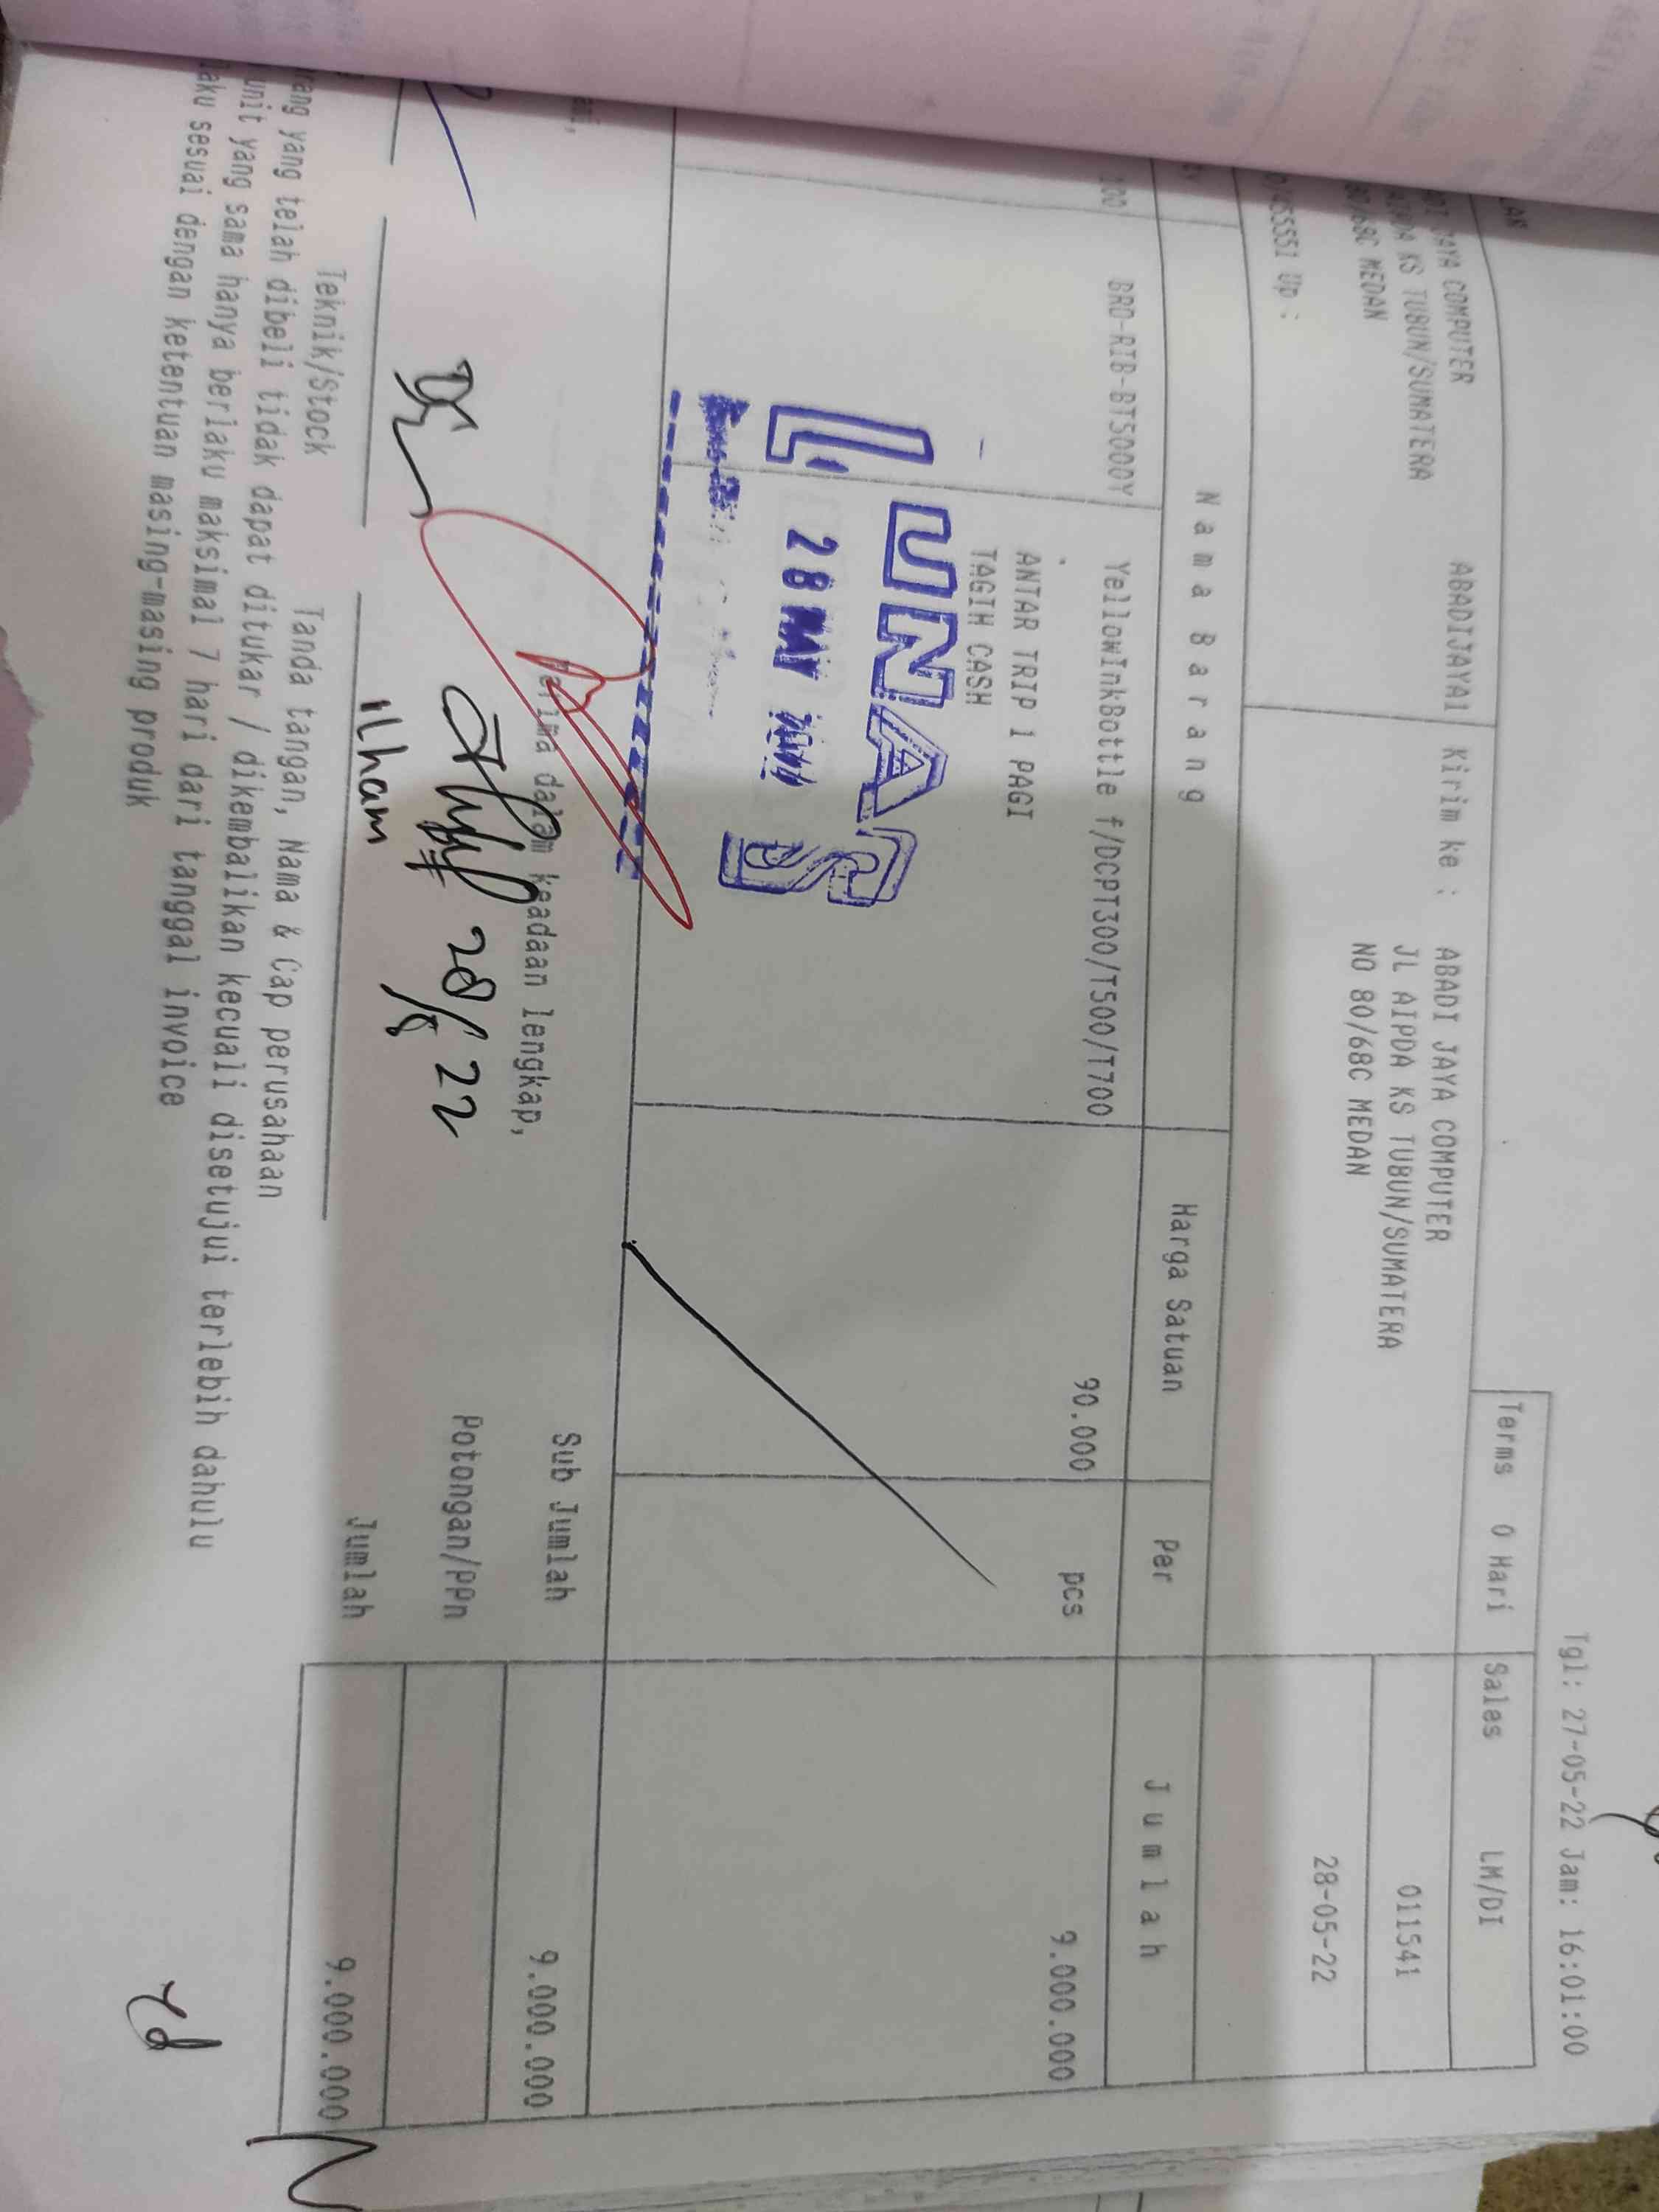 Tgl: 27-05-22 Jam: 16:01:00
Terms 0 Hari Sales LM/DI
JAYA COMPUTER ABADIJAYA1 Kirim ke : ABADI JAYA COMPUTER 011541
KS TUBUN/SUMATERA JL AIPDA KS TUBUN/SUMATERA
80/68C MEDAN NO 80/68C MEDAN 28-05-22
Up :
Nama Barang Harga Satuan Per Jumlah
100 BRD-RIB-BT5000Y YellowInkBottle f/DCPT300/T500/T700 90.000 pcs 9.000.000
ANTAR TRIP 1 PAGI
TAGIH CASH
LUNAS
28 MAY
dalam keadaan lengkap, Sub Jumlah 9.000.000
28/5 22 Potongan/PPn
Ilham
Jumlah 9.000.000
Teknik/Stock Tanda tangan, Nama & Cap perusahaan
yang telah dibeli tidak dapat ditukar / dikembalikan kecuali disetujui terlebih dahulu
unit yang sama hanya berlaku maksimal 7 hari dari tanggal invoice
sesuai dengan ketentuan masing-masing produk